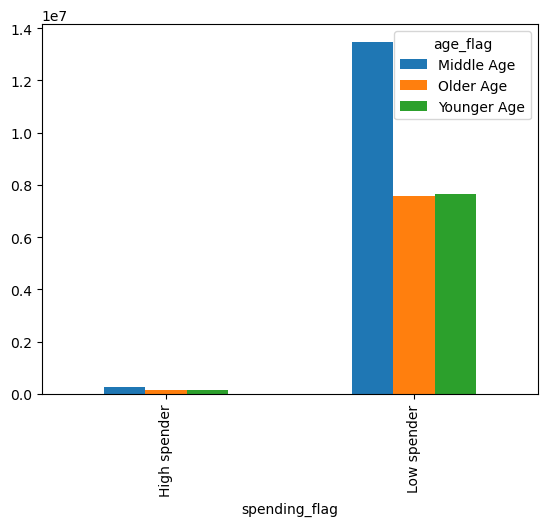 1e7
1.4
1.2
1.0
0.8
0.6
0.4
0.2
0.0
age_flag
Middle Age
Older Age
Younger Age
High spender
Low spender
spending_flag